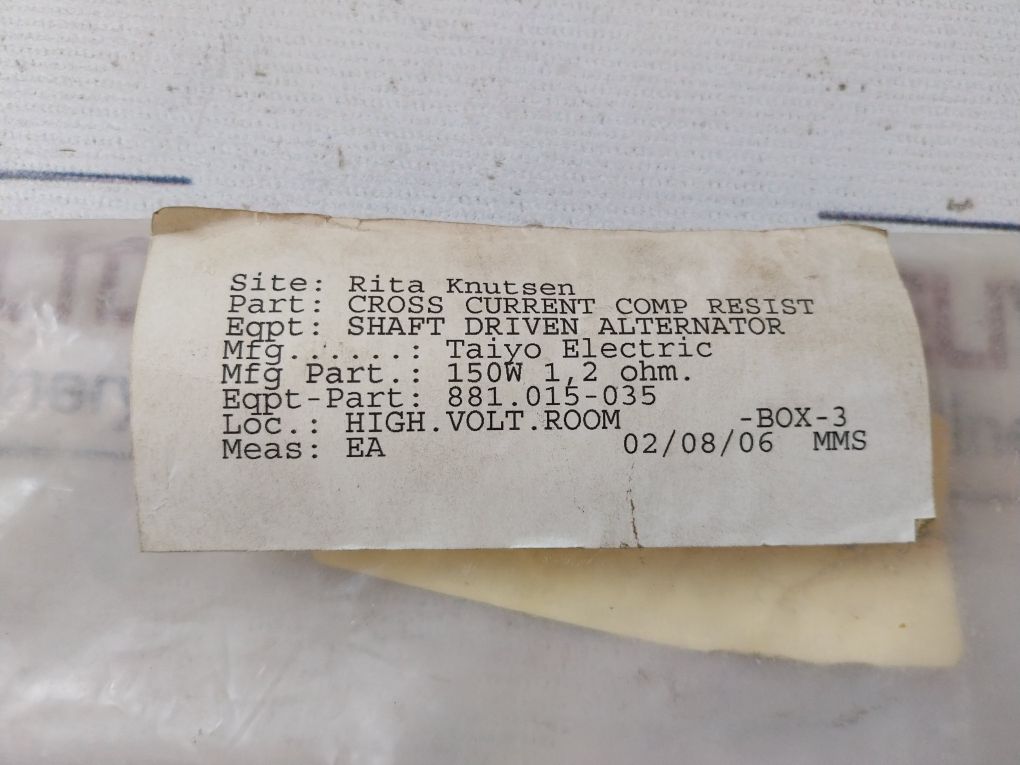 Site: Rita Knutsen
Part: CROSS CURRENT COMP RESIST
Eqpt: SHAFT DRIVEN ALTERNATOR
Mfg......: Taiyo Electric
Mfg Part.: 150W 1,2 ohm.
Eqpt-Part: 881.015-035
Loc.: HIGH.VOLT.ROOM -BOX-3
Meas: EA 02/08/06 MMS